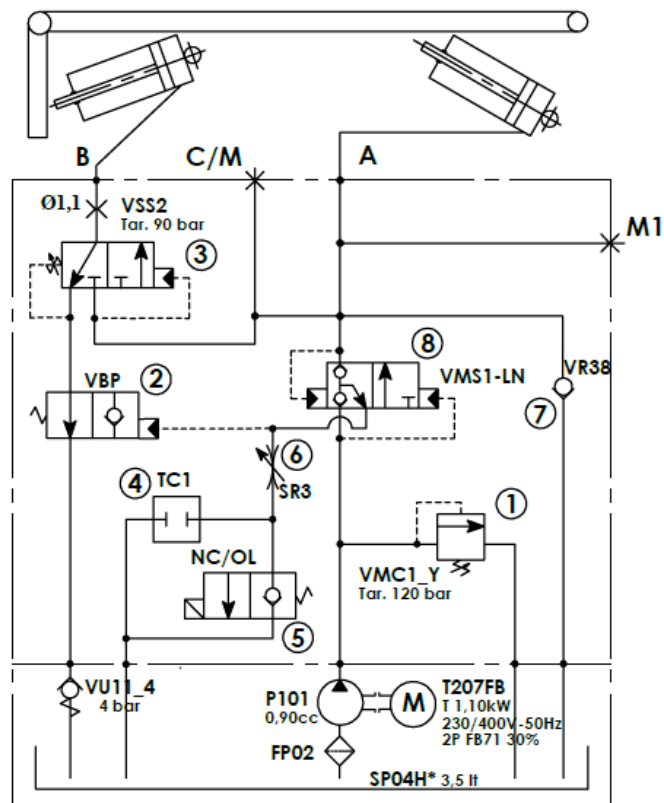 B
C/M
A
Ø1,1
VSS2
Tar. 90 bar
3
M1
8
VBP
2
VMS1-LN
VR38
7
6
4
TC1
SR3
1
NC/OL
VMC1_Y
Tar. 120 bar
5
VU11_4
4 bar
P101
0,90cc
M
T207FB
T 1,10kW
230/400V-50Hz
2P FB71 30%
FP02
SP04H* 3,5 lt